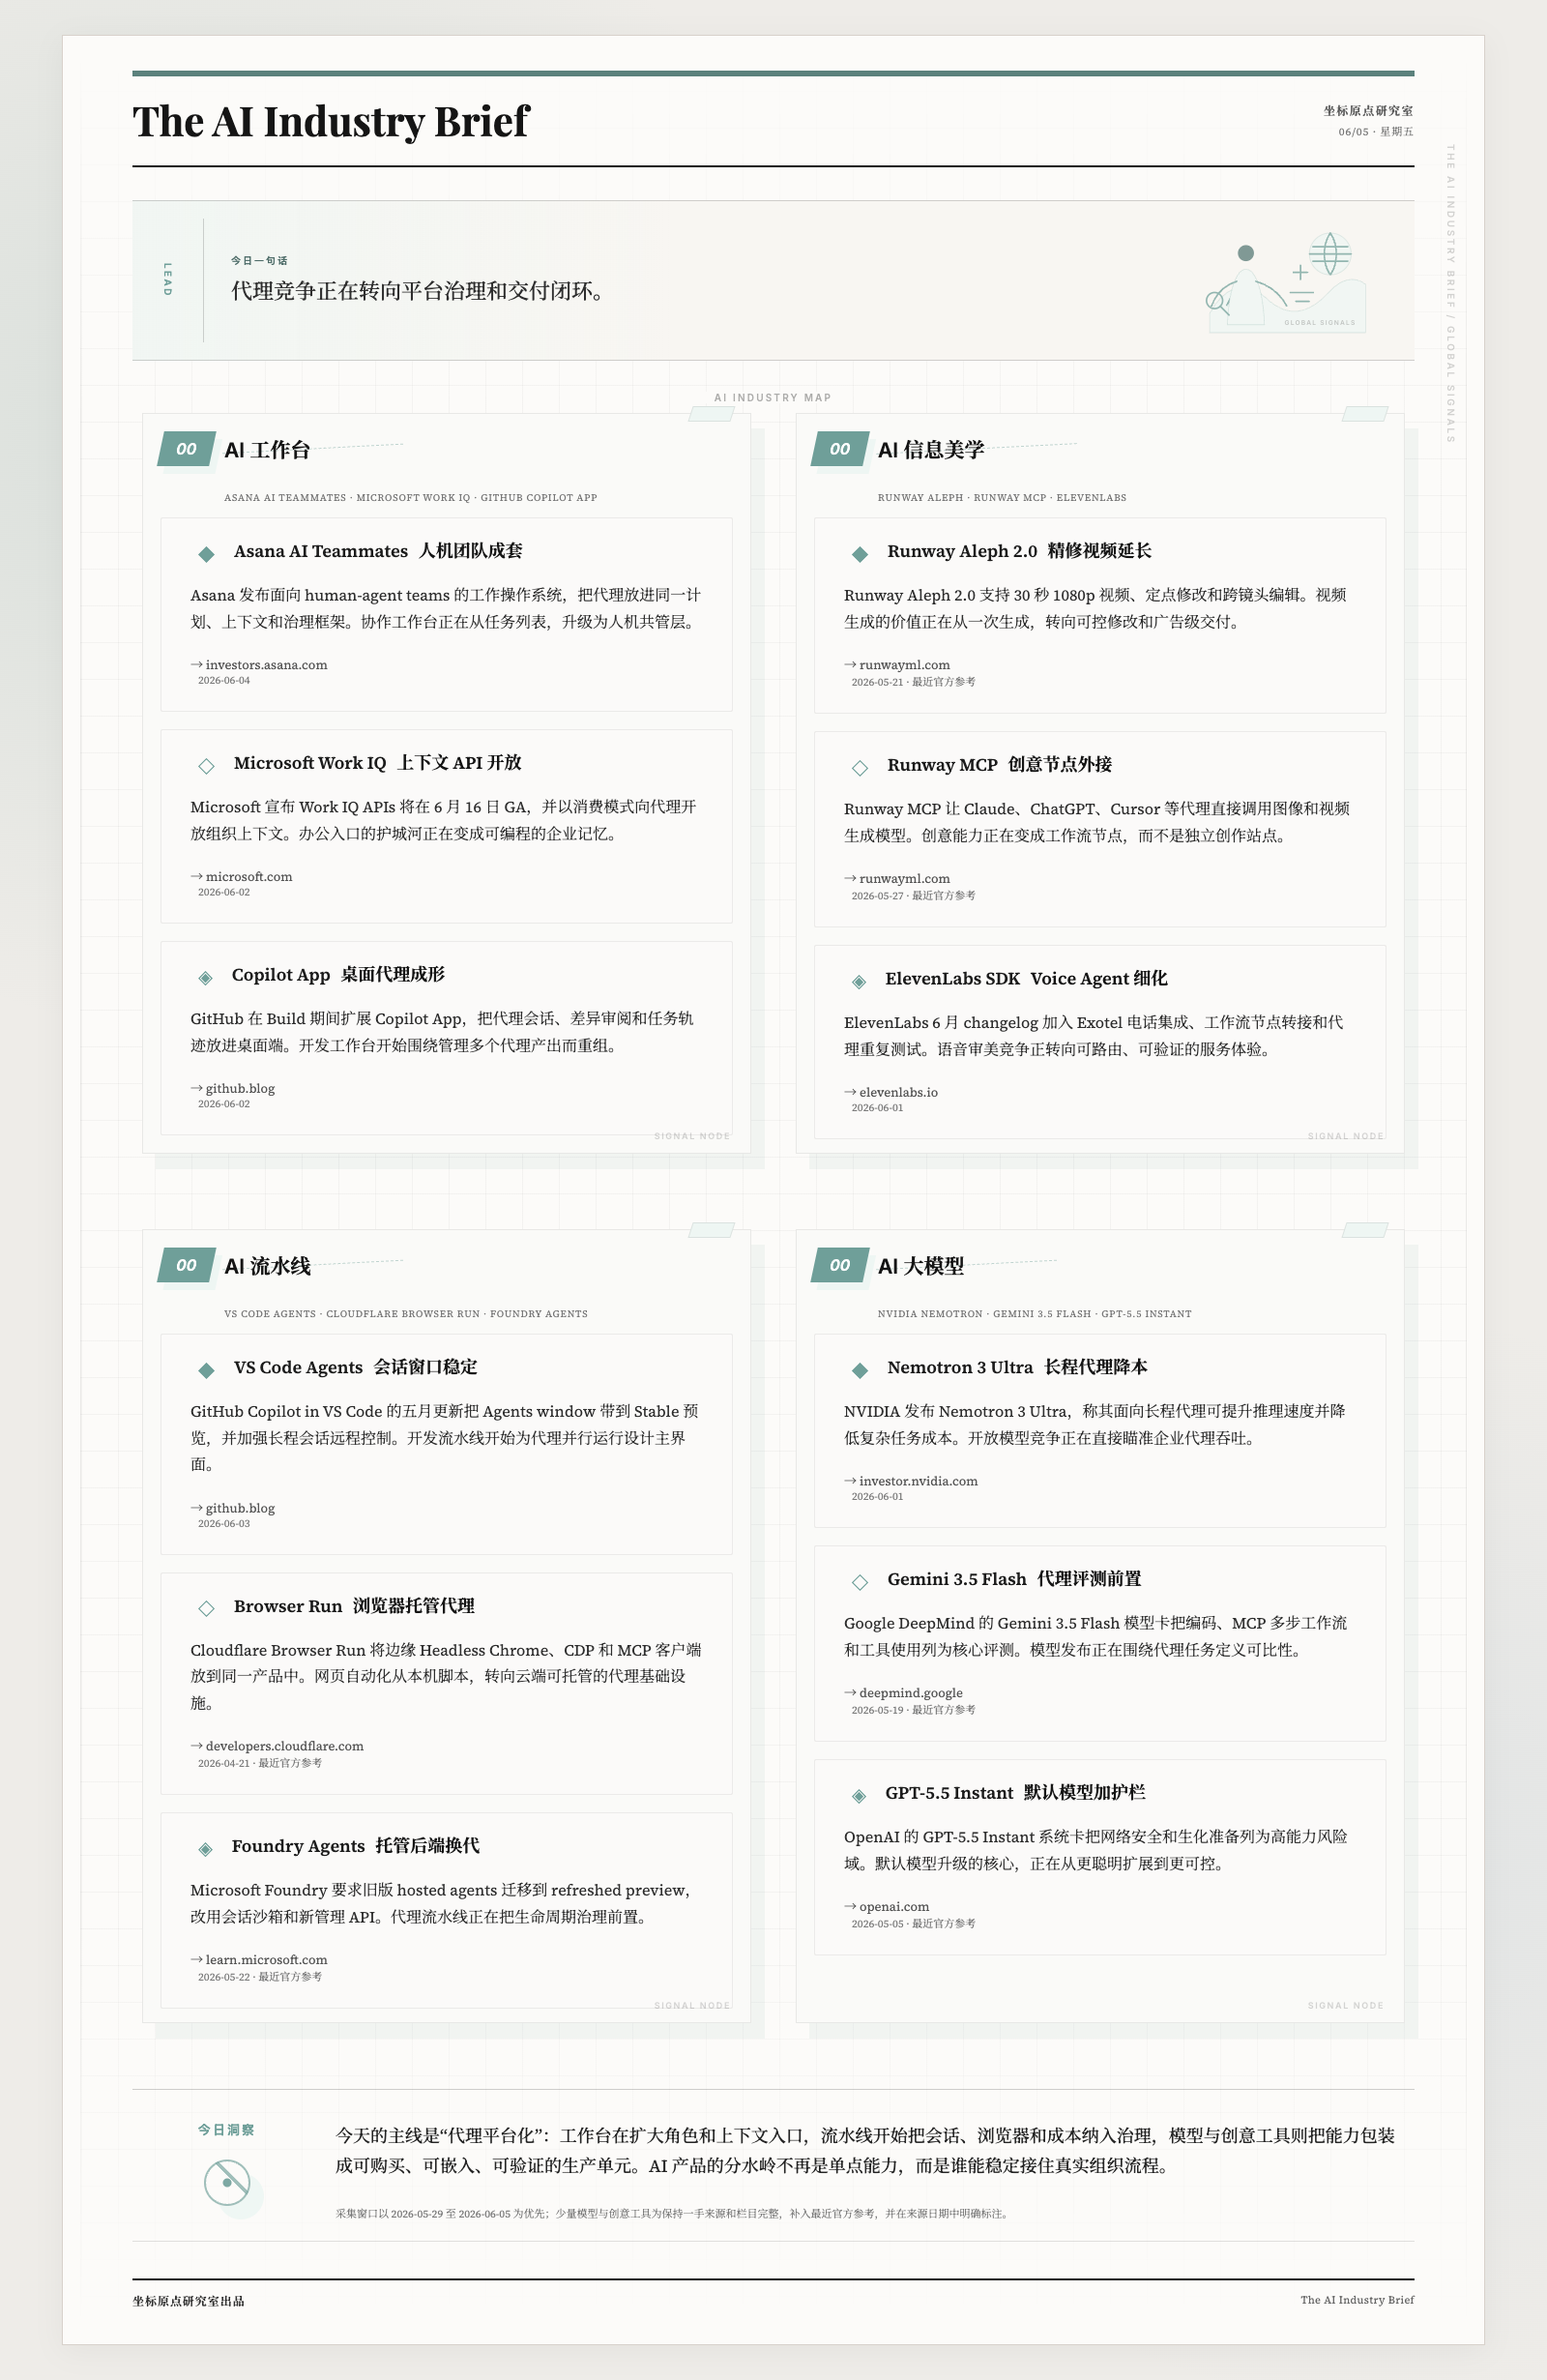 The AI Industry Brief
坐标原点研究室
06/05 · 星期五
THE AI INDUSTRY BRIEF / GLOBAL SIGNALS
LEAD
今日一句话
代理竞争正在转向平台治理和交付闭环。
GLOBAL SIGNALS
AI INDUSTRY MAP
00 AI 工作台
ASANA AI TEAMMATES · MICROSOFT WORK IQ · GITHUB COPILOT APP
◆ Asana AI Teammates 人机团队成套
Asana 发布面向 human-agent teams 的工作操作系统，把代理放进同一计
划、上下文和治理框架。协作工作台正在从任务列表，升级为人机共管层。
→ investors.asana.com
2026-06-04
◇ Microsoft Work IQ 上下文 API 开放
Microsoft 宣布 Work IQ APIs 将在 6 月 16 日 GA，并以消费模式向代理开
放组织上下文。办公入口的护城河正在变成可编程的企业记忆。
→ microsoft.com
2026-06-02
◈ Copilot App 桌面代理成形
GitHub 在 Build 期间扩展 Copilot App，把代理会话、差异审阅和任务轨
迹放进桌面端。开发工作台开始围绕管理多个代理产出而重组。
→ github.blog
2026-06-02
SIGNAL NODE
00 AI 信息美学
RUNWAY ALEPH · RUNWAY MCP · ELEVENLABS
◆ Runway Aleph 2.0 精修视频延长
Runway Aleph 2.0 支持 30 秒 1080p 视频、定点修改和跨镜头编辑。视频
生成的价值正在从一次生成，转向可控修改和广告级交付。
→ runwayml.com
2026-05-21 · 最近官方参考
◇ Runway MCP 创意节点外接
Runway MCP 让 Claude、ChatGPT、Cursor 等代理直接调用图像和视频
生成模型。创意能力正在变成工作流节点，而不是独立创作站点。
→ runwayml.com
2026-05-27 · 最近官方参考
◈ ElevenLabs SDK Voice Agent 细化
ElevenLabs 6 月 changelog 加入 Exotel 电话集成、工作流节点转接和代
理重复测试。语音审美竞争正转向可路由、可验证的服务体验。
→ elevenlabs.io
2026-06-01
SIGNAL NODE
00 AI 流水线
VS CODE AGENTS · CLOUDFLARE BROWSER RUN · FOUNDRY AGENTS
◆ VS Code Agents 会话窗口稳定
GitHub Copilot in VS Code 的五月更新把 Agents window 带到 Stable 预
览，并加强长程会话远程控制。开发流水线开始为代理并行运行设计主界
面。
→ github.blog
2026-06-03
◇ Browser Run 浏览器托管代理
Cloudflare Browser Run 将边缘 Headless Chrome、CDP 和 MCP 客户端
放到同一产品中。网页自动化从本机脚本，转向云端可托管的代理基础设
施。
→ developers.cloudflare.com
2026-04-21 · 最近官方参考
◈ Foundry Agents 托管后端换代
Microsoft Foundry 要求旧版 hosted agents 迁移到 refreshed preview，
改用会话沙箱和新管理 API。代理流水线正在把生命周期治理前置。
→ learn.microsoft.com
2026-05-22 · 最近官方参考
SIGNAL NODE
00 AI 大模型
NVIDIA NEMOTRON · GEMINI 3.5 FLASH · GPT-5.5 INSTANT
◆ Nemotron 3 Ultra 长程代理降本
NVIDIA 发布 Nemotron 3 Ultra，称其面向长程代理可提升推理速度并降
低复杂任务成本。开放模型竞争正在直接瞄准企业代理吞吐。
→ investor.nvidia.com
2026-06-01
◇ Gemini 3.5 Flash 代理评测前置
Google DeepMind 的 Gemini 3.5 Flash 模型卡把编码、MCP 多步工作流
和工具使用列为核心评测。模型发布正在围绕代理任务定义可比性。
→ deepmind.google
2026-05-19 · 最近官方参考
◈ GPT-5.5 Instant 默认模型加护栏
OpenAI 的 GPT-5.5 Instant 系统卡把网络安全和生化准备列为高能力风险
域。默认模型升级的核心，正在从更聪明扩展到更可控。
→ openai.com
2026-05-05 · 最近官方参考
SIGNAL NODE
今日洞察
今天的主线是“代理平台化”：工作台在扩大角色和上下文入口，流水线开始把会话、浏览器和成本纳入治理，模型与创意工具则把能力包装
成可购买、可嵌入、可验证的生产单元。AI 产品的分水岭不再是单点能力，而是谁能稳定接住真实组织流程。
采集窗口以 2026-05-29 至 2026-06-05 为优先；少量模型与创意工具为保持一手来源和栏目完整，补入最近官方参考，并在来源日期中明确标注。
坐标原点研究室出品
The AI Industry Brief